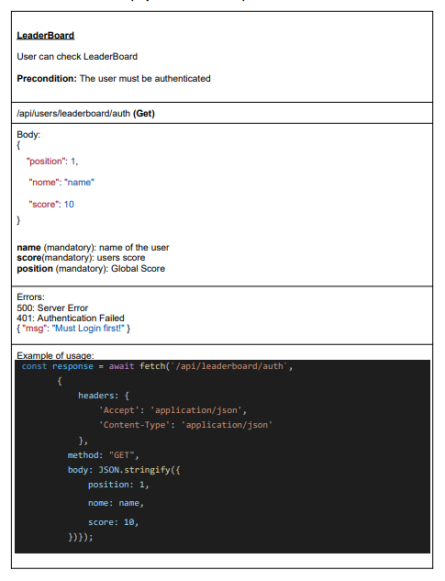 LeaderBoard
User can check LeaderBoard
Precondition: The user must be authenticated
/api/users/leaderboard/auth (Get)
Body:
{
"position": 1,
"nome": "name"
"score": 10
}
name (mandatory): name of the user
score(mandatory): users score
position (mandatory): Global Score
Errors:
500: Server Error
401: Authentication Failed
{ "msg": "Must Login first!" }
Example of usage:
const response = await fetch(`/api/leaderboard/auth`,
{
headers: {
'Accept': 'application/json',
'Content-Type': 'application/json'
},
method: "GET",
body: JSON.stringify({
position: 1,
nome: name,
score: 10,
})});